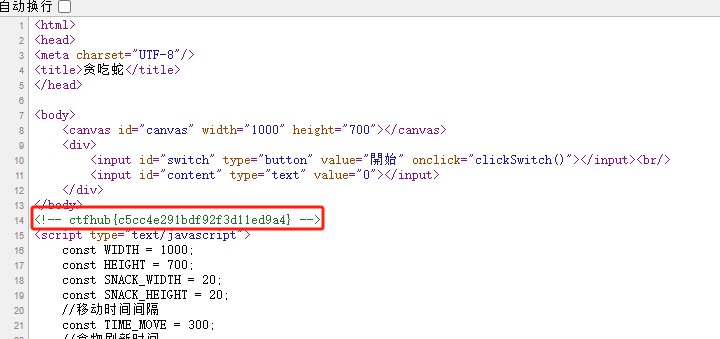 自动换行
1 <html>
2 <head>
3 <meta charset="UTF-8"/>
4 <title>贪吃蛇</title>
5 </head>
6
7 <body>
8 <canvas id="canvas" width="1000" height="700"></canvas>
9 <div>
10 <input id="switch" type="button" value="開始" onclick="clickSwitch()"></input><br/>
11 <input id="content" type="text" value="0"></input>
12 </div>
13 </body>
14 <!-- ctfhub{c5cc4e291bdf92f3d11ed9a4} -->
15 <script type="text/javascript">
16 const WIDTH = 1000;
17 const HEIGHT = 700;
18 const SNACK_WIDTH = 20;
19 const SNACK_HEIGHT = 20;
20 //移动时间间隔
21 const TIME_MOVE = 300;